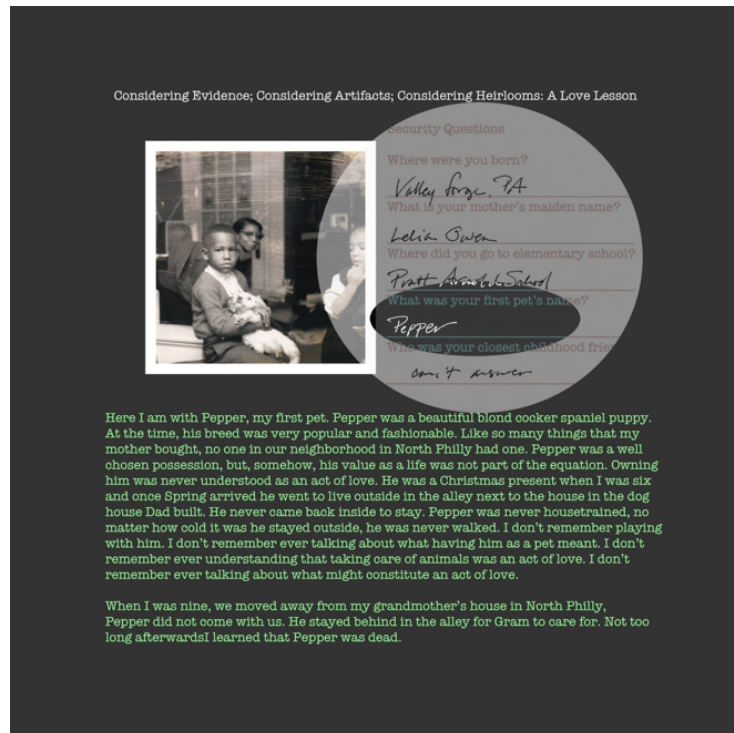 Considering Evidence; Considering Artifacts; Considering Heirlooms: A Love Lesson
Security Questions
Where were you born?
Valley Forge, PA
What is your mother's maiden name?
Lelia Owen
Where did you go to elementary school?
Pratt Arnold School
What was your first pet's name?
Pepper
Who was your closest childhood frie
can't answer
Here I am with Pepper, my first pet. Pepper was a beautiful blond cocker spaniel puppy.
At the time, his breed was very popular and fashionable. Like so many things that my
mother bought, no one in our neighborhood in North Philly had one. Pepper was a well
chosen possession, but, somehow, his value as a life was not part of the equation. Owning
him was never understood as an act of love. He was a Christmas present when I was six
and once Spring arrived he went to live outside in the alley next to the house in the dog
house Dad built. He never came back inside to stay. Pepper was never housetrained, no
matter how cold it was he stayed outside, he was never walked. I don't remember playing
with him. I don't remember ever talking about what having him as a pet meant. I don't
remember ever understanding that taking care of animals was an act of love. I don't
remember ever talking about what might constitute an act of love.
When I was nine, we moved away from my grandmother's house in North Philly,
Pepper did not come with us. He stayed behind in the alley for Gram to care for. Not too
long afterwardsI learned that Pepper was dead.